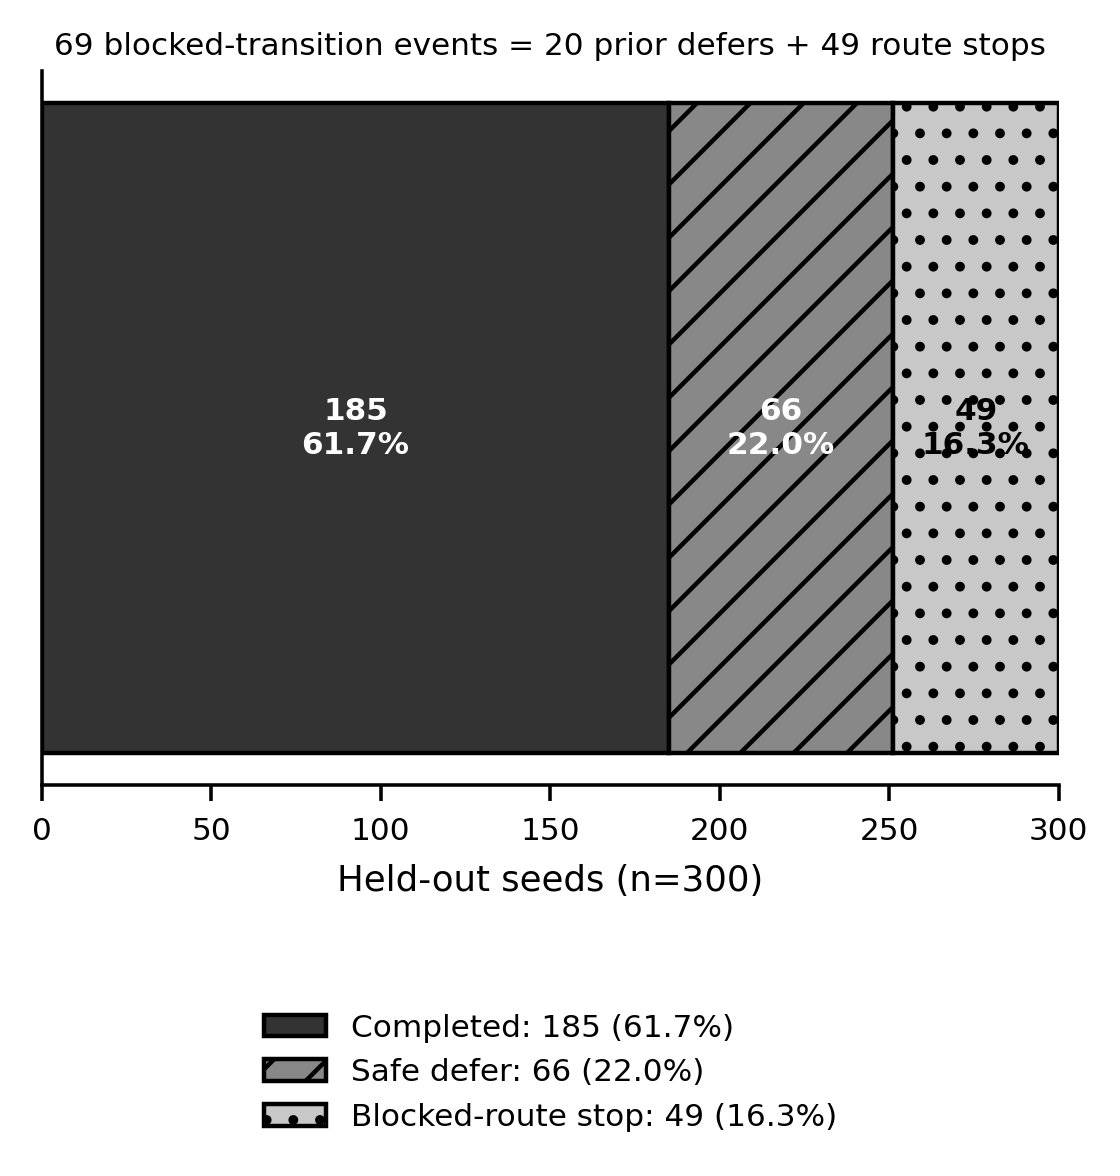 69 blocked-transition events = 20 prior defers + 49 route stops
185
61.7%
66
22.0%
49
16.3%
0 50 100 150 200 250 300
Held-out seeds (n=300)
Completed: 185 (61.7%)
Safe defer: 66 (22.0%)
Blocked-route stop: 49 (16.3%)